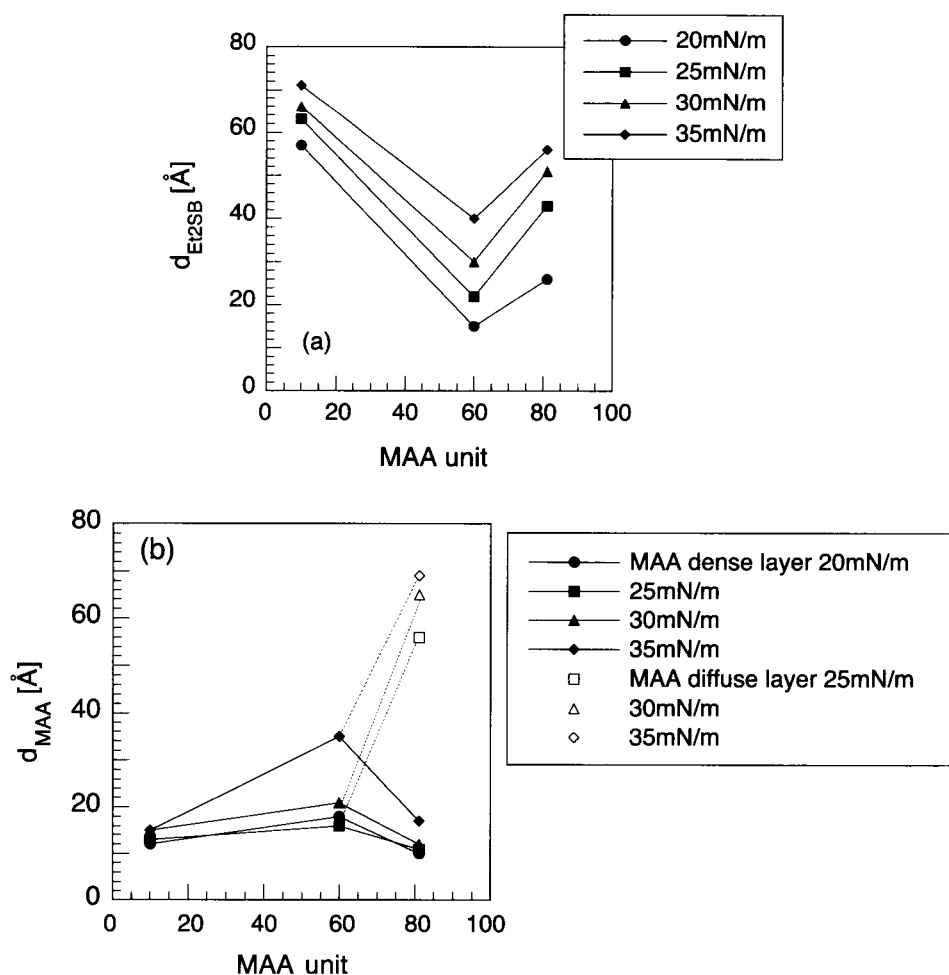 20mN/m
25mN/m
30mN/m
35mN/m
80
60
40
20
0
d_Et2SB [Å]
(a)
0 20 40 60 80 100
MAA unit
(b)
80
60
40
20
0
d_MAA [Å]
0 20 40 60 80 100
MAA unit
MAA dense layer 20mN/m
25mN/m
30mN/m
35mN/m
MAA diffuse layer 25mN/m
30mN/m
35mN/m